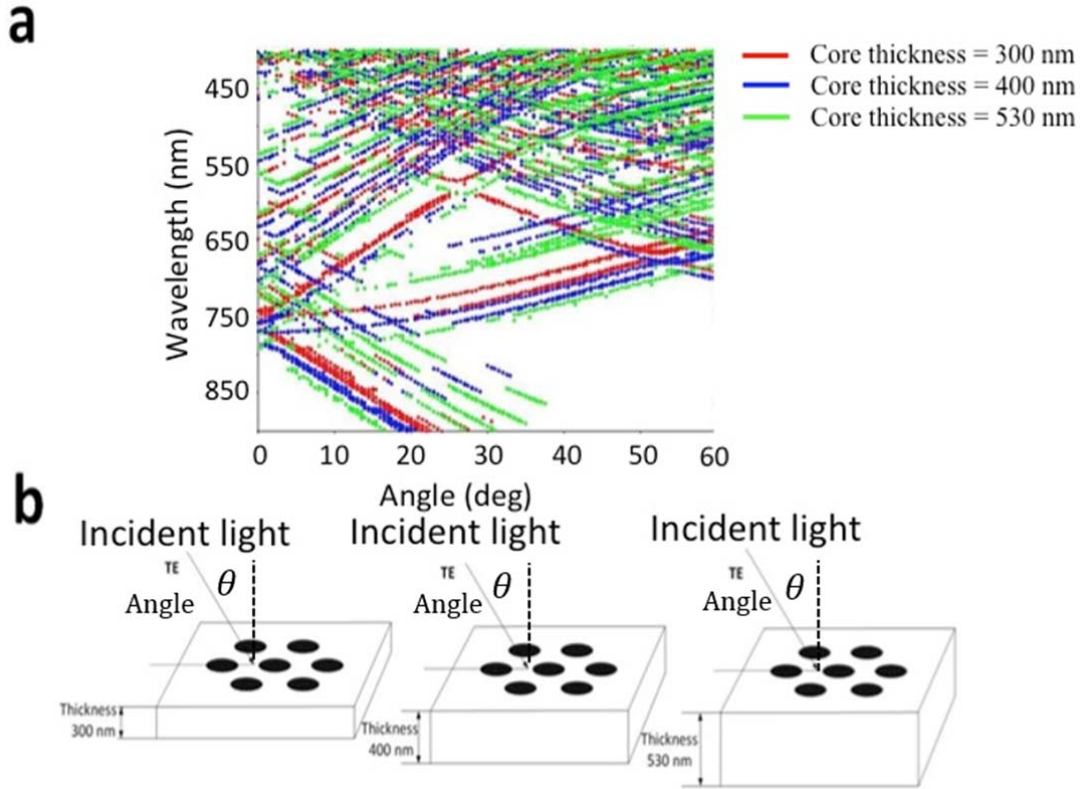 a
Core thickness = 300 nm
Core thickness = 400 nm
Core thickness = 530 nm
450
550
650
750
850
Wavelength (nm)
0 10 20 30 40 50 60
Angle (deg)
b
Incident light
TE
θ
Angle
Thickness
300 nm
Incident light
TE
θ
Angle
Thickness
400 nm
Incident light
TE
θ
Angle
Thickness
530 nm